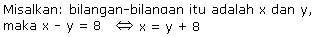 Misalkan: bilangan-bilangan itu adalah x dan y,
maka x - y = 8 ⟺ x = y + 8